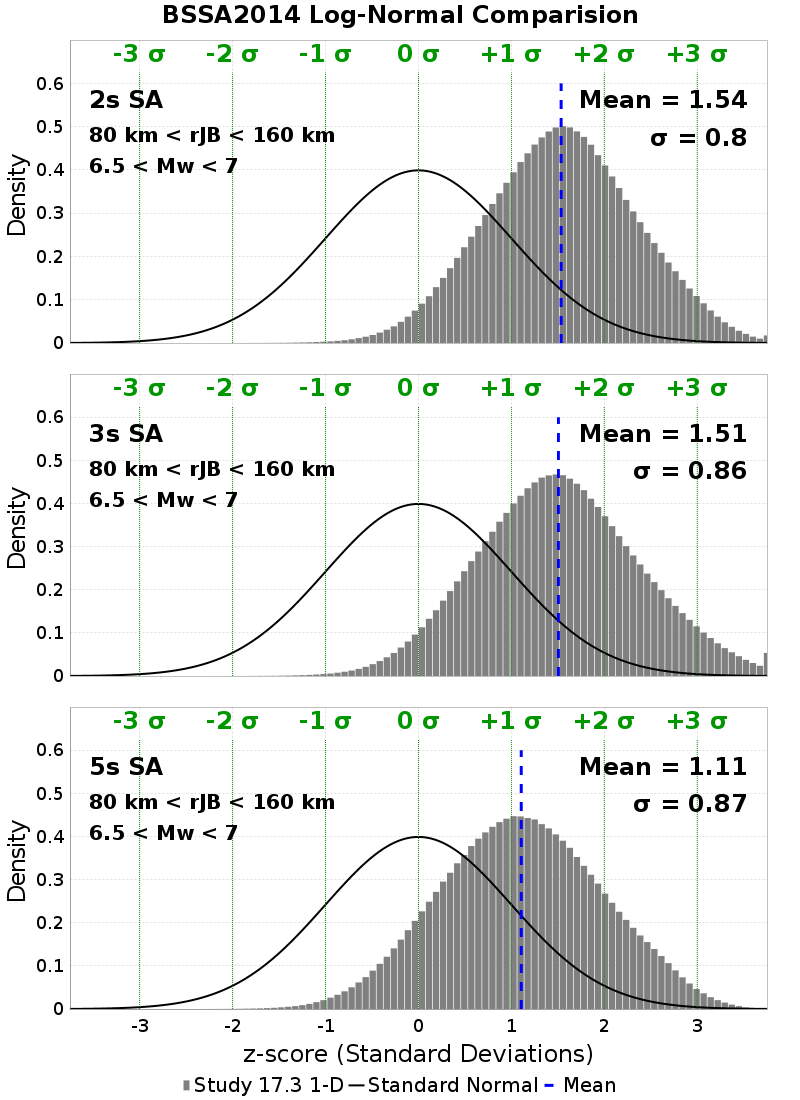 BSSA2014 Log-Normal Comparision
-3 σ -2 σ -1 σ 0 σ +1 σ +2 σ +3 σ
0.6
2s SA
Mean = 1.54
0.5
80 km < rJB < 160 km
σ = 0.8
6.5 < Mw < 7
0.4
Density
0.3
0.2
0.1
0
-3 σ -2 σ -1 σ 0 σ +1 σ +2 σ +3 σ
0.6
3s SA
Mean = 1.51
0.5
80 km < rJB < 160 km
σ = 0.86
6.5 < Mw < 7
0.4
Density
0.3
0.2
0.1
0
-3 σ -2 σ -1 σ 0 σ +1 σ +2 σ +3 σ
0.6
5s SA
Mean = 1.11
0.5
80 km < rJB < 160 km
σ = 0.87
6.5 < Mw < 7
0.4
Density
0.3
0.2
0.1
0
-3 -2 -1 0 1 2 3
z-score (Standard Deviations)
Study 17.3 1-D Standard Normal Mean